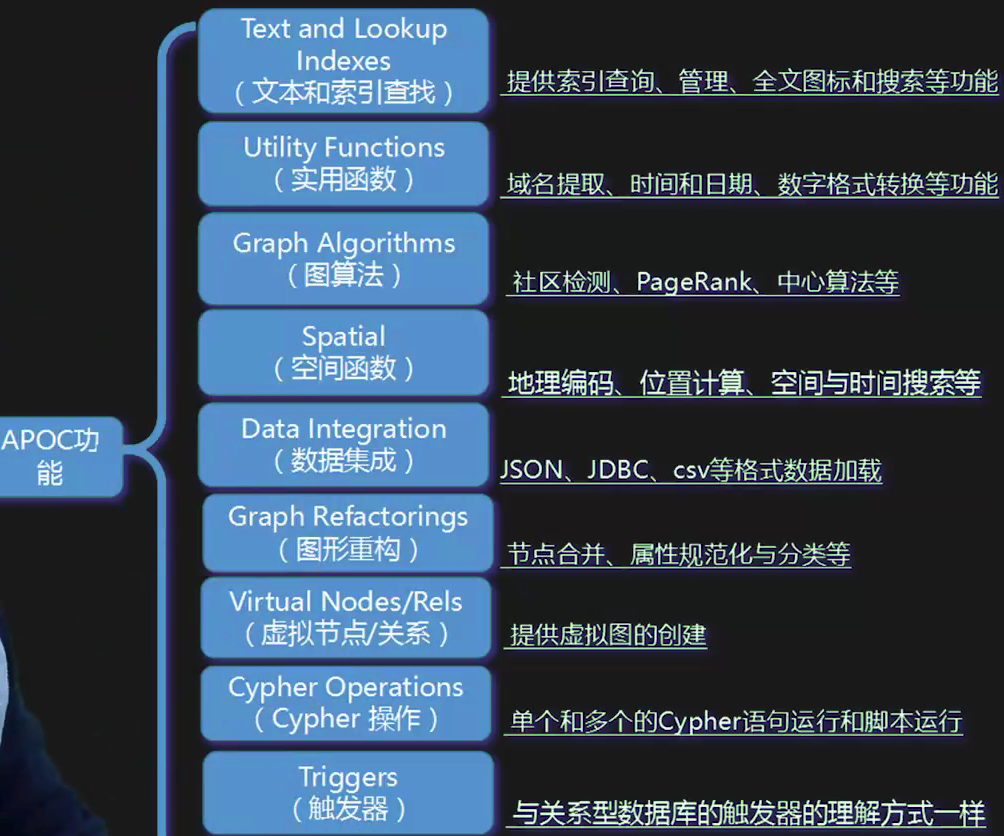 Text and Lookup
Indexes
（文本和索引查找）
提供索引查询、管理、全文图标和搜索等功能
Utility Functions
（实用函数）
域名提取、时间和日期、数字格式转换等功能
Graph Algorithms
（图算法）
社区检测、PageRank、中心算法等
Spatial
（空间函数）
地理编码、位置计算、空间与时间搜索等
APOC功
能
Data Integration
（数据集成）
JSON、JDBC、csv等格式数据加载
Graph Refactorings
（图形重构）
节点合并、属性规范化与分类等
Virtual Nodes/Rels
（虚拟节点/关系）
提供虚拟图的创建
Cypher Operations
（Cypher 操作）
单个和多个的Cypher语句运行和脚本运行
Triggers
（触发器）
与关系型数据库的触发器的理解方式一样